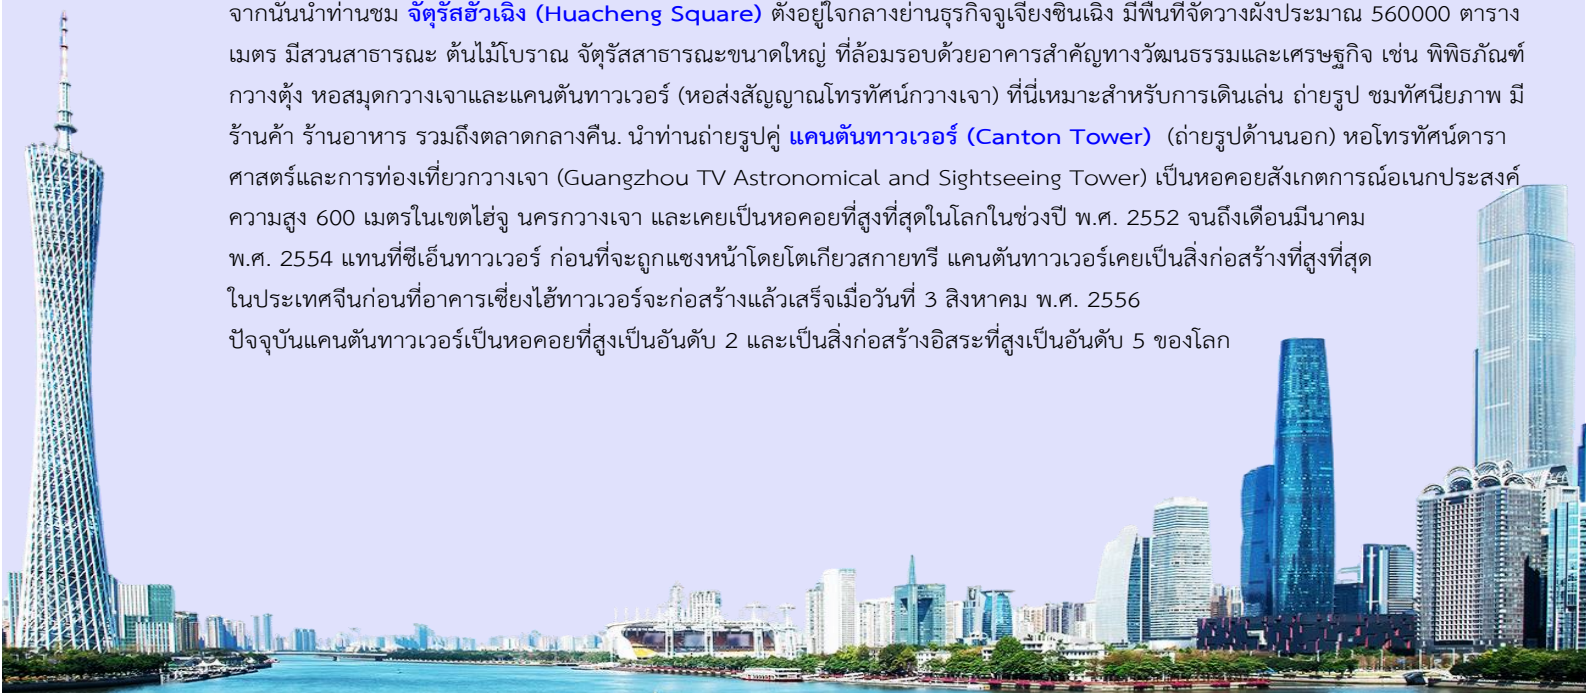 จากนั้นนำท่านชม จัตุรัสฮัวเฉิง (Huacheng Square) ตั้งอยู่ใจกลางย่านธุรกิจจูเจียงซินเฉิง มีพื้นที่จัดวางผังประมาณ 560000 ตาราง
เมตร มีสวนสาธารณะ ต้นไม้โบราณ จัตุรัสสาธารณะขนาดใหญ่ ที่ล้อมรอบด้วยอาคารสำคัญทางวัฒนธรรมและเศรษฐกิจ เช่น พิพิธภัณฑ์
กวางตุ้ง หอสมุดกวางเจาและแคนตันทาวเวอร์ (หอส่งสัญญาณโทรทัศน์กวางเจา) ที่นี่เหมาะสำหรับการเดินเล่น ถ่ายรูป ชมทัศนียภาพ มี
ร้านค้า ร้านอาหาร รวมถึงตลาดกลางคืน. นำท่านถ่ายรูปคู่ แคนตันทาวเวอร์ (Canton Tower) (ถ่ายรูปด้านนอก) หอโทรทัศน์ดารา
ศาสตร์และการท่องเที่ยวกวางเจา (Guangzhou TV Astronomical and Sightseeing Tower) เป็นหอคอยสังเกตการณ์อเนกประสงค์
ความสูง 600 เมตรในเขตไฮ่จู นครกวางเจา และเคยเป็นหอคอยที่สูงที่สุดในโลกในช่วงปี พ.ศ. 2552 จนถึงเดือนมีนาคม
พ.ศ. 2554 แทนที่ซีเอ็นทาวเวอร์ ก่อนที่จะถูกแซงหน้าโดยโตเกียวสกายทรี แคนตันทาวเวอร์เคยเป็นสิ่งก่อสร้างที่สูงที่สุด
ในประเทศจีนก่อนที่อาคารเซี่ยงไฮ้ทาวเวอร์จะก่อสร้างแล้วเสร็จเมื่อวันที่ 3 สิงหาคม พ.ศ. 2556
ปัจจุบันแคนตันทาวเวอร์เป็นหอคอยที่สูงเป็นอันดับ 2 และเป็นสิ่งก่อสร้างอิสระที่สูงเป็นอันดับ 5 ของโลก